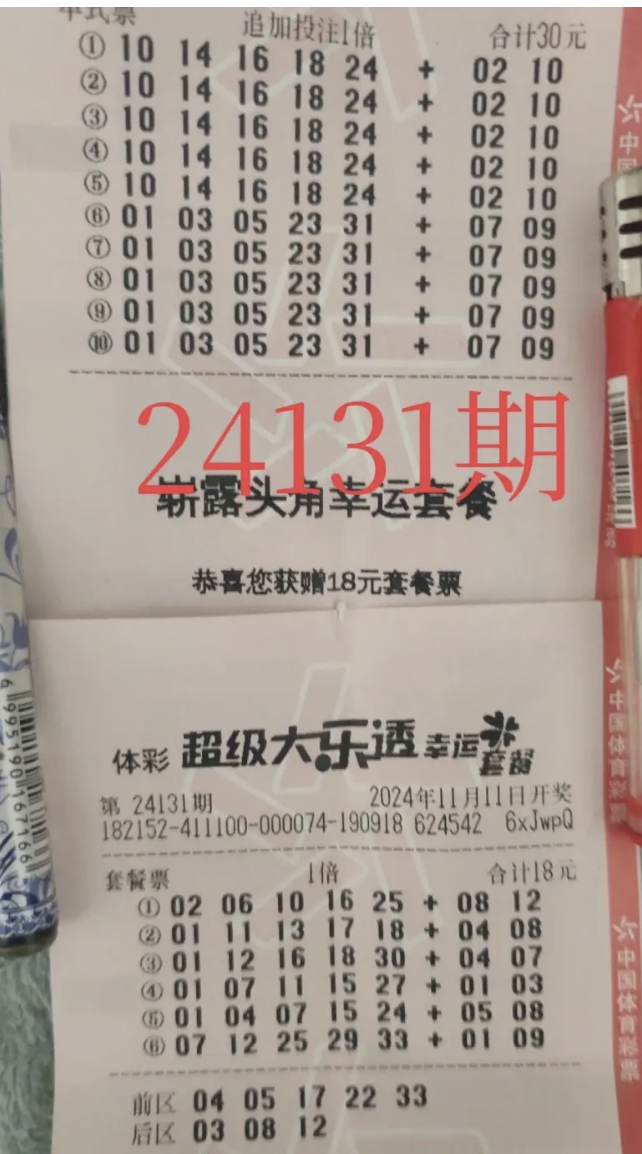 单式票 追加投注1倍 合计30元
① 10 14 16 18 24 + 02 10
② 10 14 16 18 24 + 02 10
③ 10 14 16 18 24 + 02 10
④ 10 14 16 18 24 + 02 10
⑤ 10 14 16 18 24 + 02 10
⑥ 01 03 05 23 31 + 07 09
⑦ 01 03 05 23 31 + 07 09
⑧ 01 03 05 23 31 + 07 09
⑨ 01 03 05 23 31 + 07 09
⑩ 01 03 05 23 31 + 07 09
24131期
崭露头角幸运套餐
恭喜您获赠18元套餐票
体彩 超级大乐透 幸运套餐
第 24131期 2024年11月11日开奖
182152-411100-000074-190918 624542 6xJwpQ
套餐票 1倍 合计18元
① 02 06 10 16 25 + 08 12
② 01 11 13 17 18 + 04 08
③ 01 12 16 18 30 + 04 07
④ 01 07 11 15 27 + 01 03
⑤ 01 04 07 15 24 + 05 08
⑥ 07 12 25 29 33 + 01 09
前区 04 05 17 22 33
后区 03 08 12
中国体育彩票
中国体育彩票
6 995190 167166